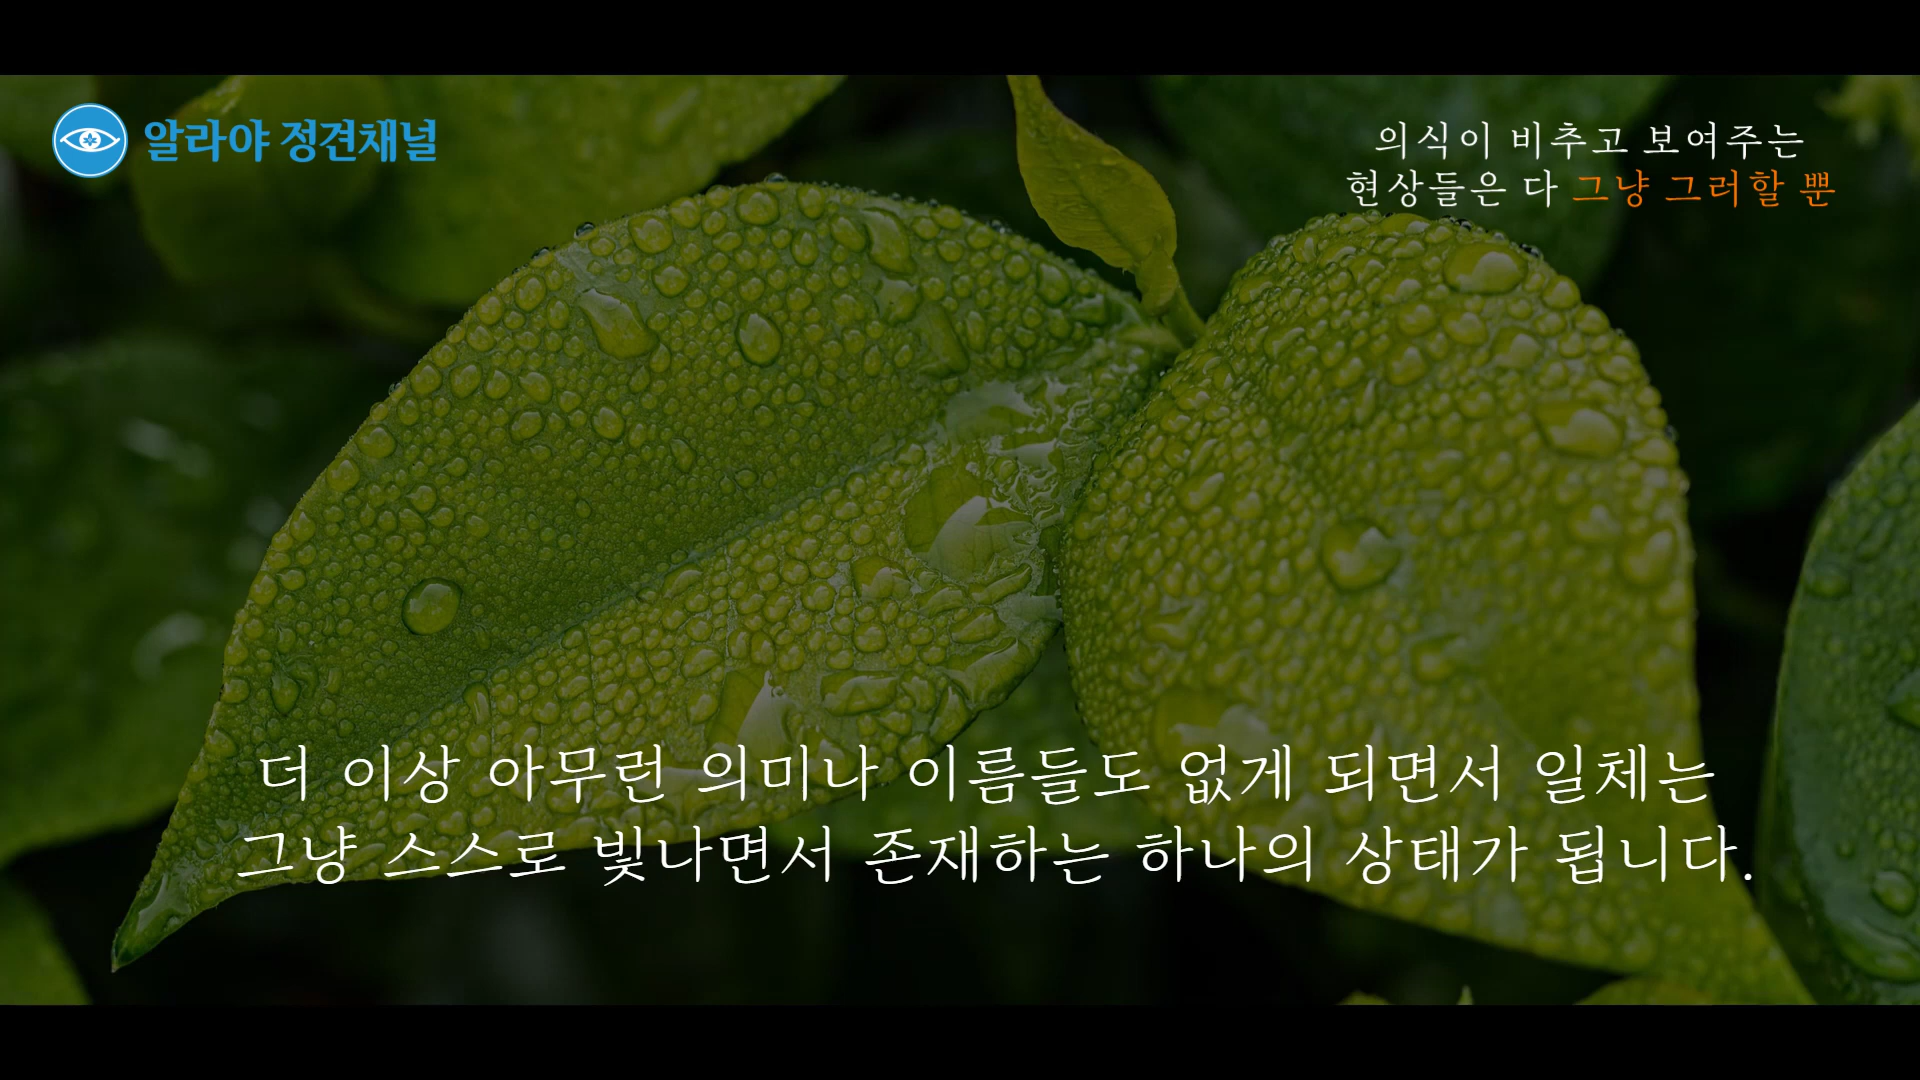 알라야 정견채널
의식이 비추고 보여주는
현상들은 다 그냥 그러할 뿐
더 이상 아무런 의미나 이름들도 없게 되면서 일체는
그냥 스스로 빛나면서 존재하는 하나의 상태가 됩니다.